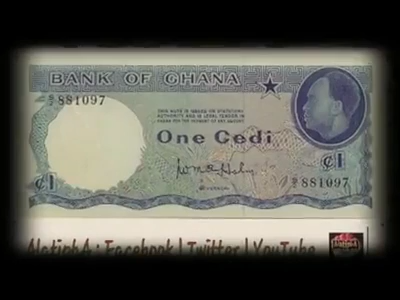 BANK OF GHANA
881097
THIS NOTE IS ISSUED ON STATUTORY
AUTHORITY AND IS LEGAL TENDER IN
GHANA FOR THE PAYMENT OF ANY AMOUNT
One Cedi
₵1
₵1
881097
AlatiphA : Facebook | Twitter | YouTube